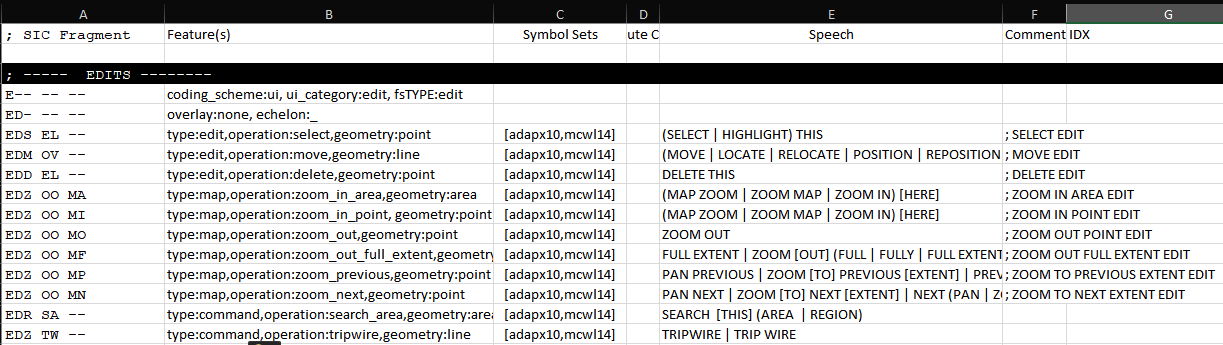 A B C D E F G
; SIC Fragment Feature(s) Symbol Sets ute C Speech Comment IDX
; ----- EDITS --------
E-- -- -- coding_scheme:ui, ui_category:edit, fsTYPE:edit
ED- -- -- overlay:none, echelon:_
EDS EL -- type:edit,operation:select,geometry:point [adapx10,mcwl14] (SELECT | HIGHLIGHT) THIS ; SELECT EDIT
EDM OV -- type:edit,operation:move,geometry:line [adapx10,mcwl14] (MOVE | LOCATE | RELOCATE | POSITION | REPOSITION ; MOVE EDIT
EDD EL -- type:edit,operation:delete,geometry:point [adapx10,mcwl14] DELETE THIS ; DELETE EDIT
EDZ OO MA type:map,operation:zoom_in_area,geometry:area [adapx10,mcwl14] (MAP ZOOM | ZOOM MAP | ZOOM IN) [HERE] ; ZOOM IN AREA EDIT
EDZ OO MI type:map,operation:zoom_in_point, geometry:point [adapx10,mcwl14] (MAP ZOOM | ZOOM MAP | ZOOM IN) [HERE] ; ZOOM IN POINT EDIT
EDZ OO MO type:map,operation:zoom_out,geometry:point [adapx10,mcwl14] ZOOM OUT ; ZOOM OUT POINT EDIT
EDZ OO MF type:map,operation:zoom_out_full_extent,geometry [adapx10,mcwl14] FULL EXTENT | ZOOM [OUT] (FULL | FULLY | FULL EXTENT ; ZOOM OUT FULL EXTENT EDIT
EDZ OO MP type:map,operation:zoom_previous,geometry:point [adapx10,mcwl14] PAN PREVIOUS | ZOOM [TO] PREVIOUS [EXTENT] | PREV ; ZOOM TO PREVIOUS EXTENT EDIT
EDZ OO MN type:map,operation:zoom_next,geometry:point [adapx10,mcwl14] PAN NEXT | ZOOM [TO] NEXT [EXTENT] | NEXT (PAN | Z ; ZOOM TO NEXT EXTENT EDIT
EDR SA -- type:command,operation:search_area,geometry:area [adapx10,mcwl14] SEARCH [THIS] (AREA | REGION)
EDZ TW -- type:command,operation:tripwire,geometry:line [adapx10,mcwl14] TRIPWIRE | TRIP WIRE